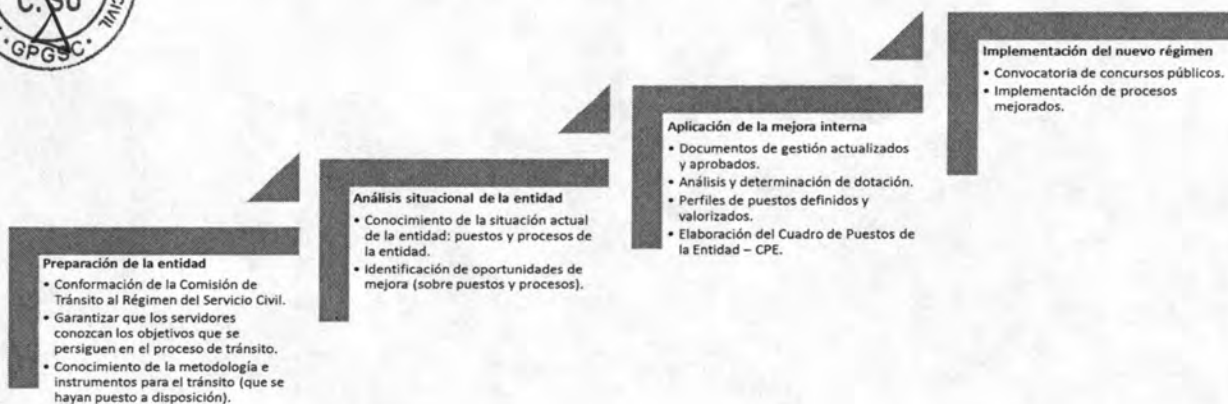 C. SU
CIVIL
GPGSC
Preparación de la entidad
• Conformación de la Comisión de
Tránsito al Régimen del Servicio Civil.
• Garantizar que los servidores
conozcan los objetivos que se
persiguen en el proceso de tránsito.
• Conocimiento de la metodología e
instrumentos para el tránsito (que se
hayan puesto a disposición).
Análisis situacional de la entidad
• Conocimiento de la situación actual
de la entidad: puestos y procesos de
la entidad.
• Identificación de oportunidades de
mejora (sobre puestos y procesos).
Aplicación de la mejora interna
• Documentos de gestión actualizados
y aprobados.
• Análisis y determinación de dotación.
• Perfiles de puestos definidos y
valorizados.
• Elaboración del Cuadro de Puestos de
la Entidad – CPE.
Implementación del nuevo régimen
• Convocatoria de concursos públicos.
• Implementación de procesos
mejorados.